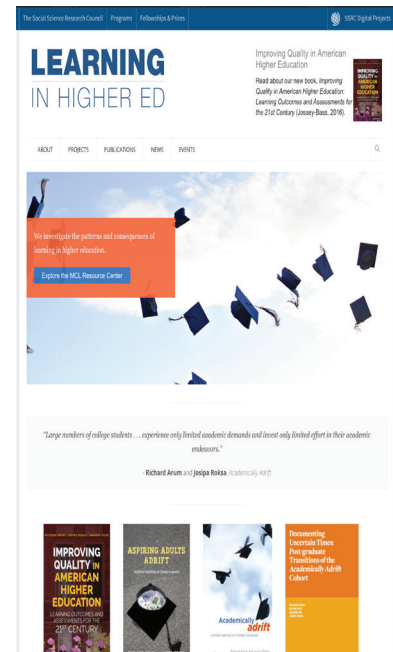 The Social Science Research Council Programs Fellowships & Prizes SSRC Digital Projects
LEARNING
IN HIGHER ED
Improving Quality in American
Higher Education
Read about our new book, Improving
Quality in American Higher Education:
Learning Outcomes and Assessments for
the 21st Century (Jossey-Bass, 2016).
IMPROVING
QUALITY IN
AMERICAN
HIGHER
EDUCATION
ABOUT PROJECTS PUBLICATIONS NEWS EVENTS
We investigate the patterns and consequences of
learning in higher education.
Explore the MCL Resource Center
"Large numbers of college students . . . experience only limited academic demands and invest only limited effort in their academic
endeavors."
- Richard Arum and Josipa Roksa, Academically Adrift
IMPROVING
QUALITY IN
AMERICAN
HIGHER
EDUCATION
LEARNING OUTCOMES AND
ASSESSMENTS FOR THE
21ST CENTURY
ASPIRING ADULTS
ADRIFT
Academically
adrift
Documenting
Uncertain Times:
Post-graduate
Transitions of the
Academically Adrift
Cohort